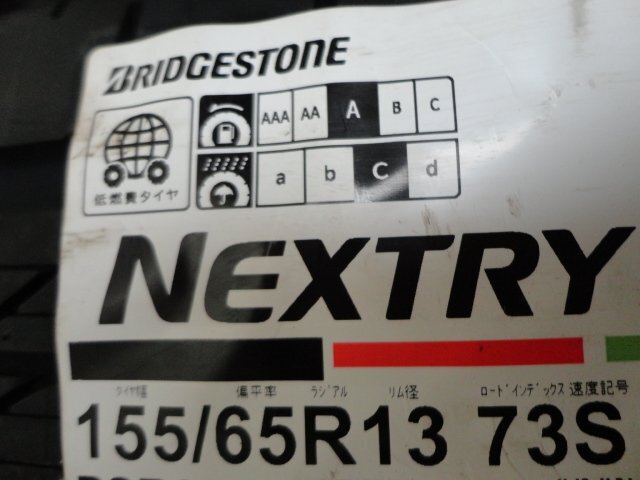 BRIDGESTONE
AAA AA A B C
a b c d
低燃費タイヤ
NEXTRY
タイヤ幅 偏平率 ラジアル リム径 ロードインデックス 速度記号
155/65R13 73S